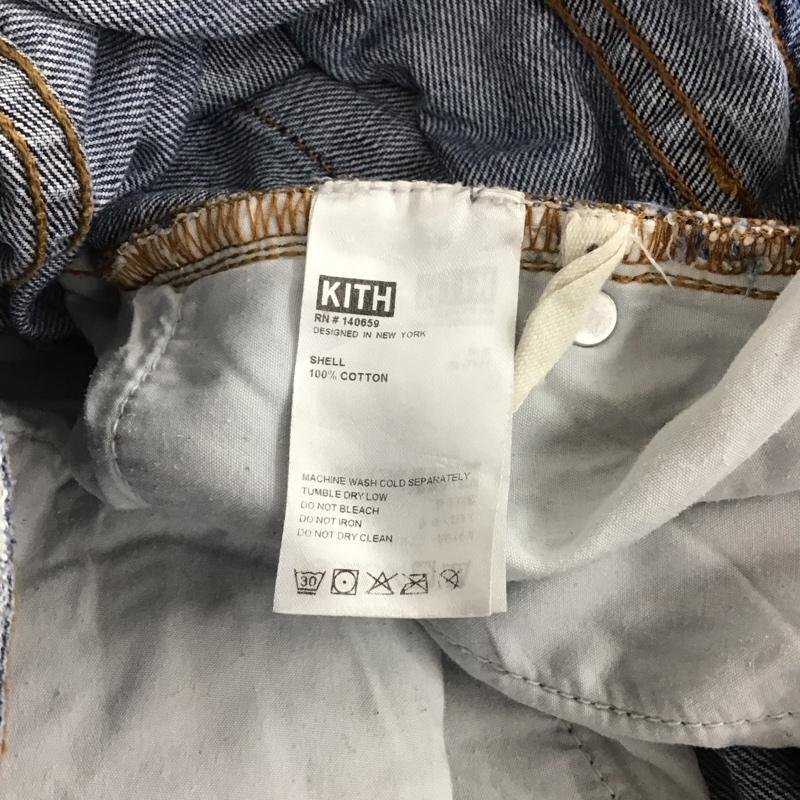 KITH
RN # 140659
DESIGNED IN NEW YORK
SHELL
100% COTTON
MACHINE WASH COLD SEPARATELY
TUMBLE DRY LOW
DO NOT BLEACH
DO NOT IRON
DO NOT DRY CLEAN
30